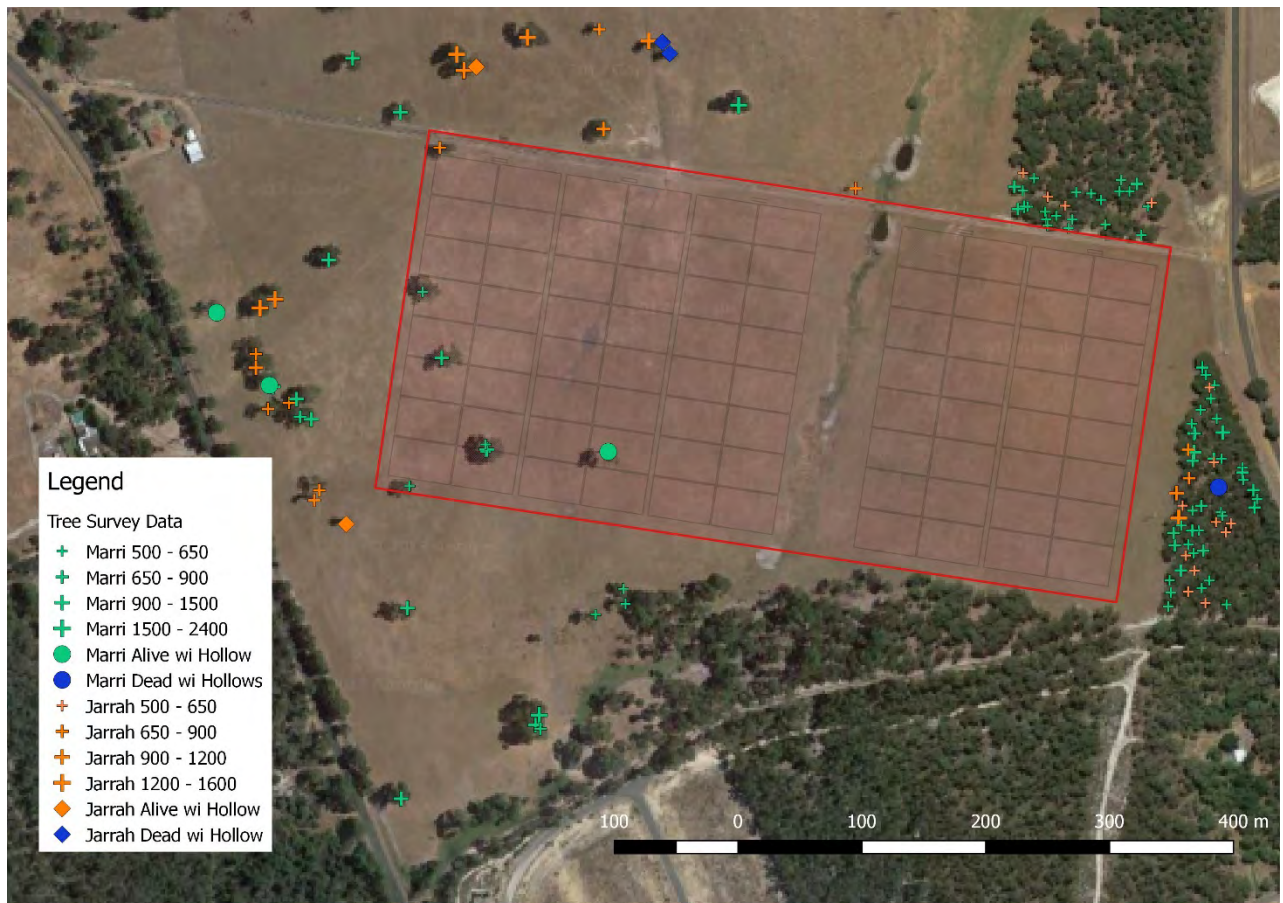 Legend
Tree Survey Data
Marri 500 - 650
Marri 650 - 900
Marri 900 - 1500
Marri 1500 - 2400
Marri Alive wi Hollow
Marri Dead wi Hollows
Jarrah 500 - 650
Jarrah 650 - 900
Jarrah 900 - 1200
Jarrah 1200 - 1600
Jarrah Alive wi Hollow
Jarrah Dead wi Hollow
100 0 100 200 300 400 m